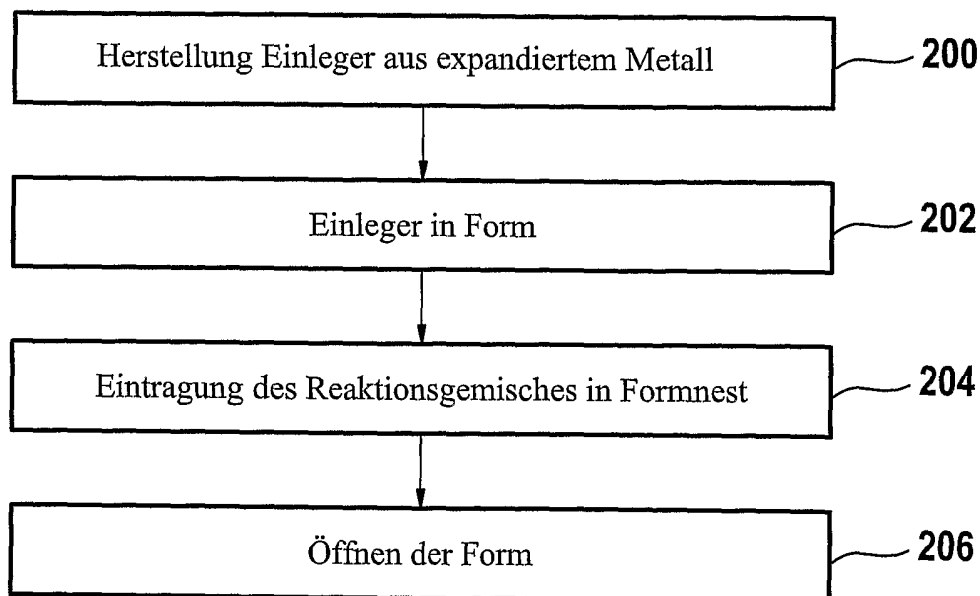 Herstellung Einleger aus expandiertem Metall 200
Einleger in Form 202
Eintragung des Reaktionsgemisches in Formnest 204
Öffnen der Form 206